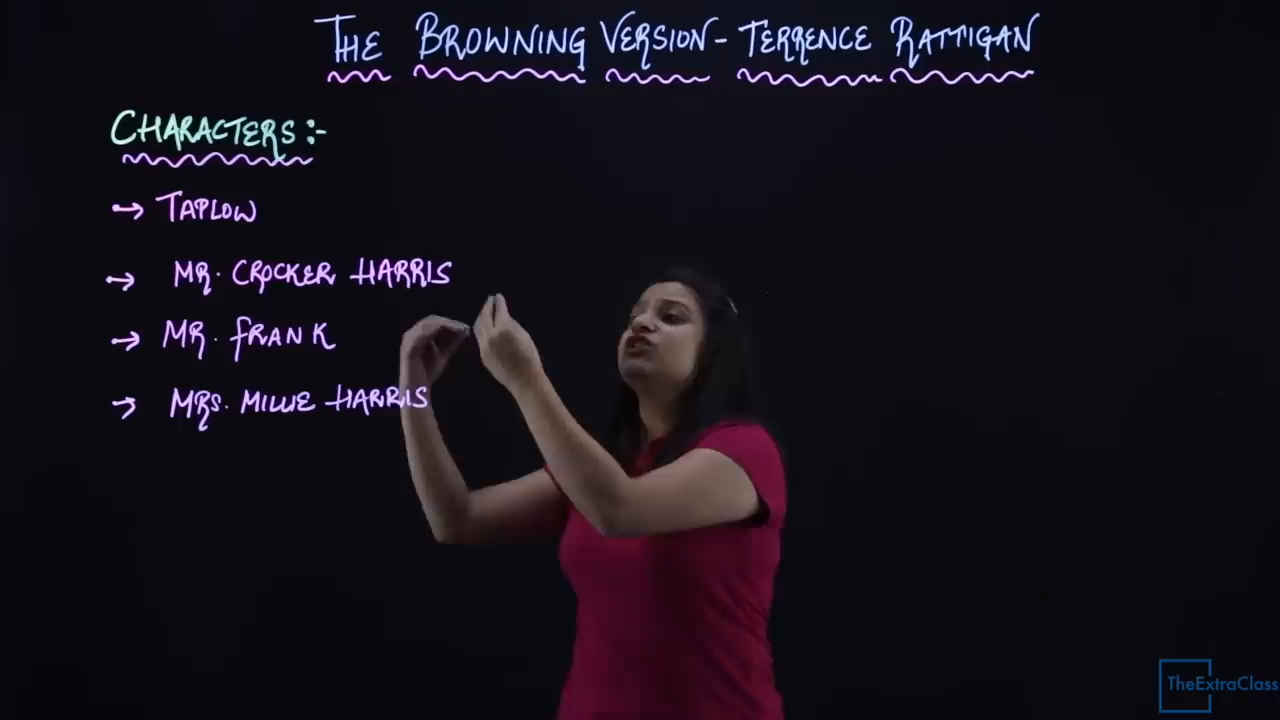 THE BROWNING VERSION - TERRENCE RATTIGAN
CHARACTERS :-
→ TAPLOW
→ MR. CROCKER HARRIS
→ MR. FRANK
→ MRS. MILLIE HARRIS
TheExtraClass